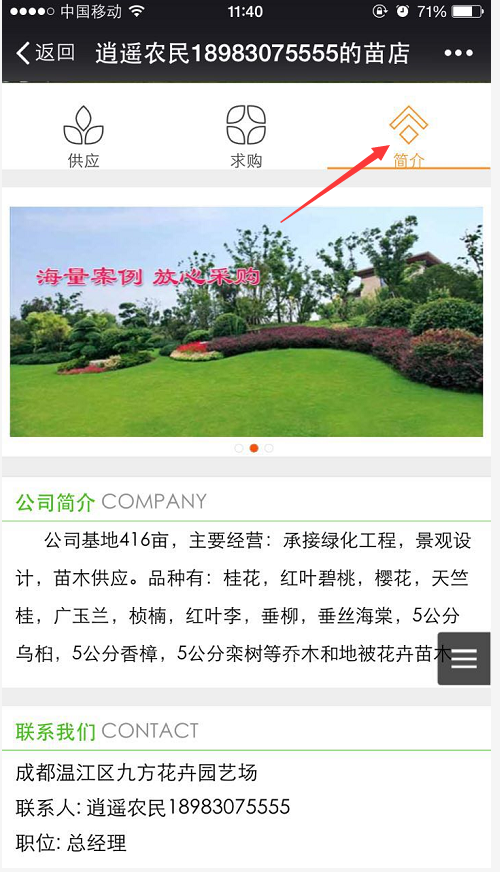 中国移动 11:40 71%
返回 逍遥农民18983075555的苗店
供应 求购 简介
海量案例 放心采购
公司简介 COMPANY
公司基地416亩，主要经营：承接绿化工程，景观设
计，苗木供应。品种有：桂花，红叶碧桃，樱花，天竺
桂，广玉兰，桢楠，红叶李，垂柳，垂丝海棠，5公分
乌桕，5公分香樟，5公分栾树等乔木和地被花卉苗木
联系我们 CONTACT
成都温江区九方花卉园艺场
联系人: 逍遥农民18983075555
职位: 总经理